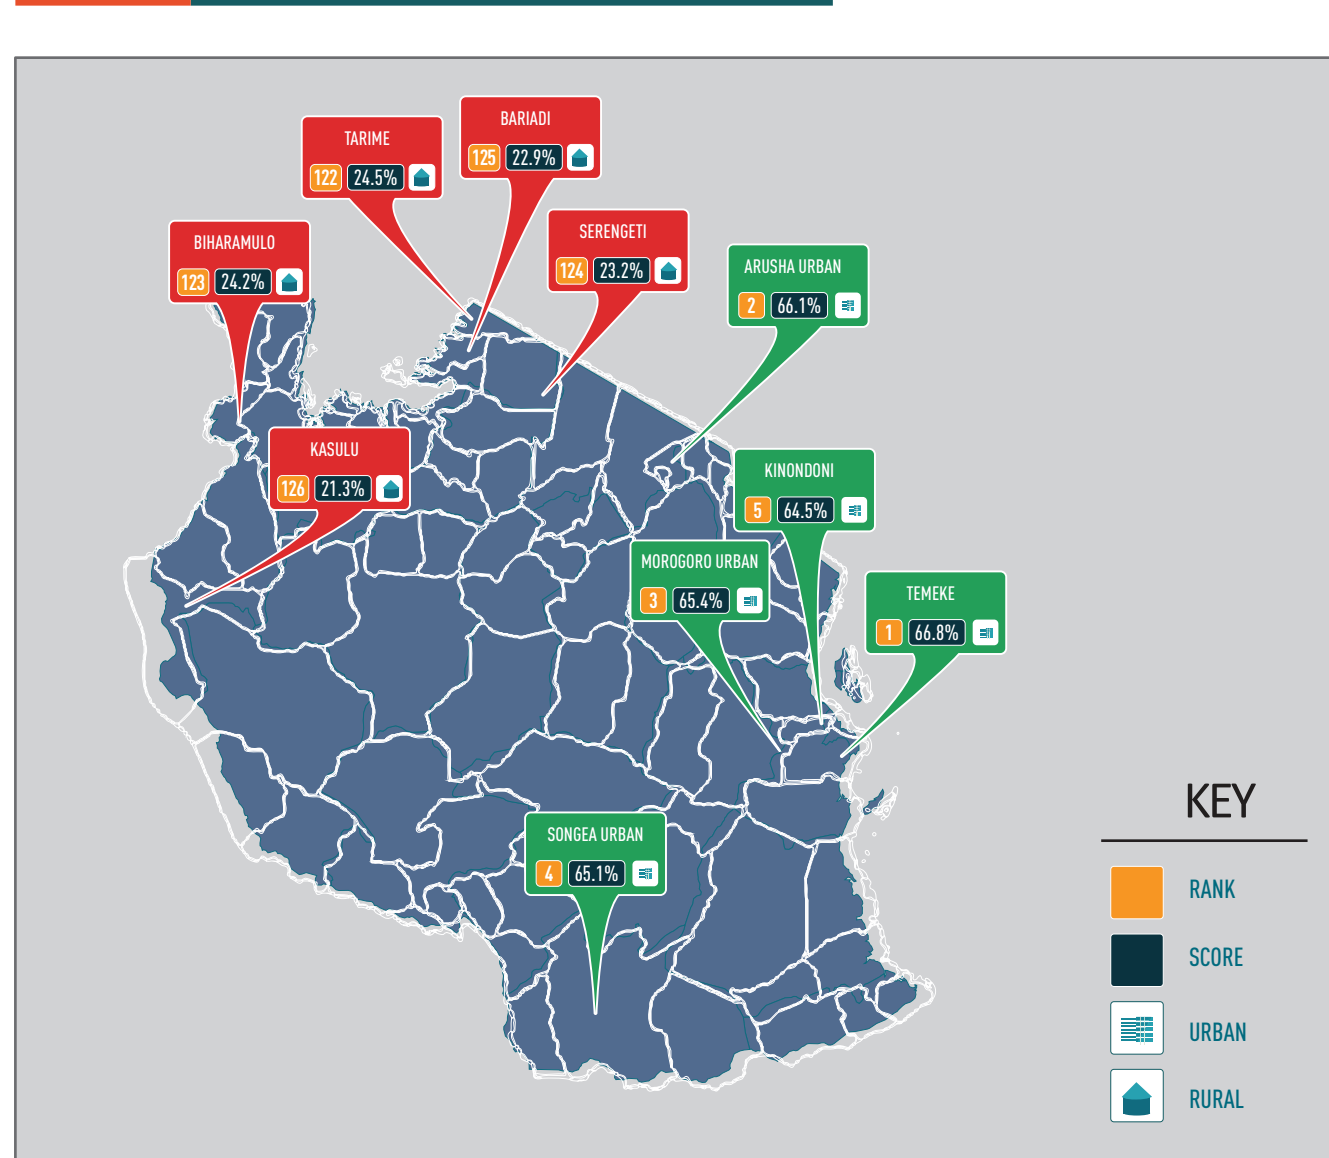 BARIADI
125 22.9%
TARIME
122 24.5%
SERENGETI
124 23.2%
BIHARAMULO
123 24.2%
ARUSHA URBAN
2 66.1%
KASULU
126 21.3%
KINONDONI
5 64.5%
MOROGORO URBAN
3 65.4%
TEMEKE
1 66.8%
SONGEA URBAN
4 65.1%
KEY
RANK
SCORE
URBAN
RURAL